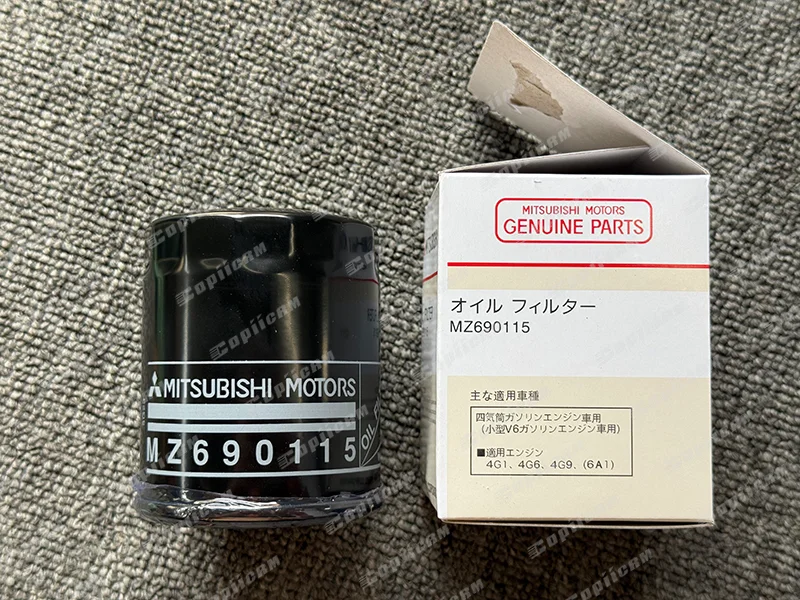 MITSUBISHI MOTORS
MZ690115
OIL
MITSUBISHI MOTORS
GENUINE PARTS
オイル フィルター
MZ690115
主な適用車種
四気筒ガソリンエンジン車用
(小型V6ガソリンエンジン車用)
■適用エンジン
4G1、4G6、4G9、(6A1)
Copiicam